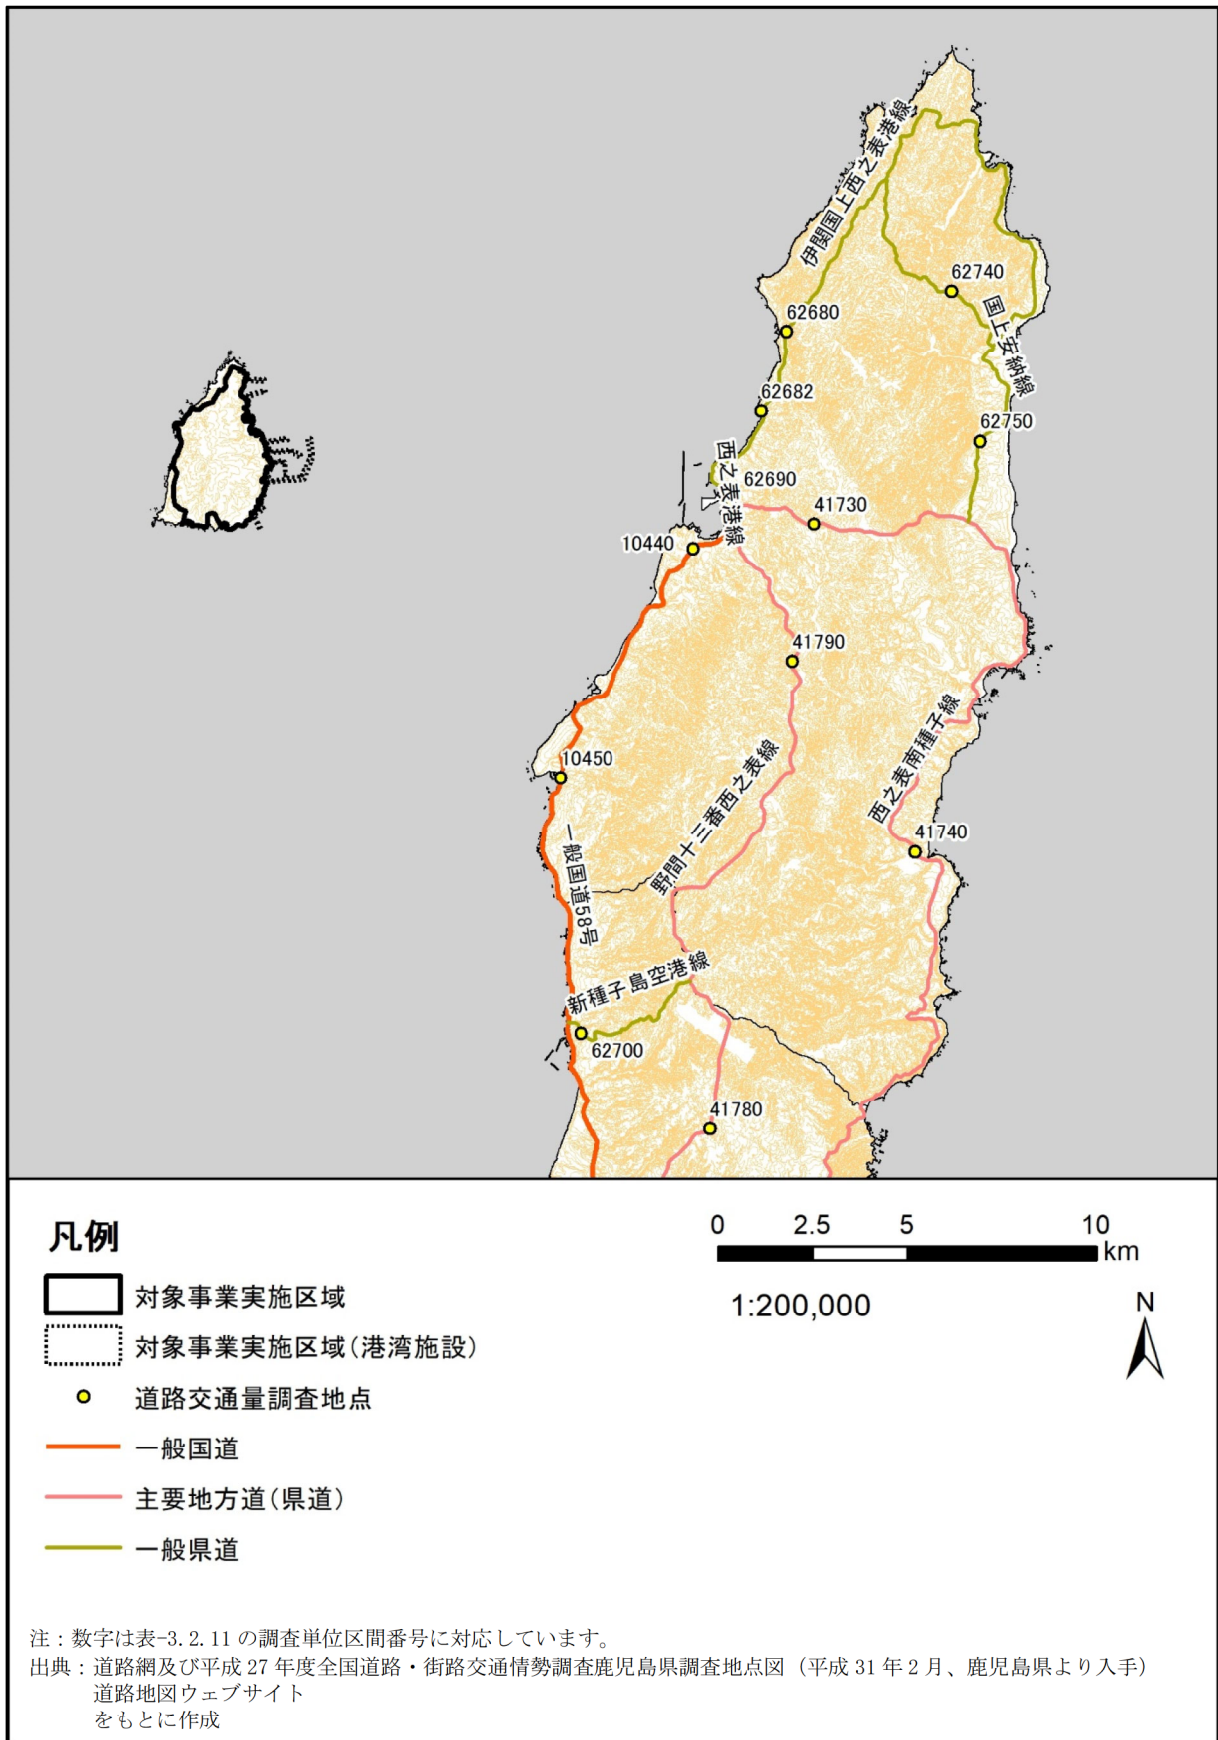 伊関国上西之表港線
62740
国上安納線
62680
62682
62750
西之表港線
62690
41730
10440
41790
西之表南種子線
10450
野間十三番西之表線
41740
一般国道58号
新種子島空港線
62700
41780
凡例
対象事業実施区域
対象事業実施区域(港湾施設)
道路交通量調査地点
一般国道
主要地方道(県道)
一般県道
0 2.5 5 10
km
1:200,000
N
注:数字は表-3.2.11 の調査単位区間番号に対応しています。
出典:道路網及び平成 27 年度全国道路・街路交通情勢調査鹿児島県調査地点図(平成 31 年 2 月、鹿児島県より入手)
道路地図ウェブサイト
をもとに作成